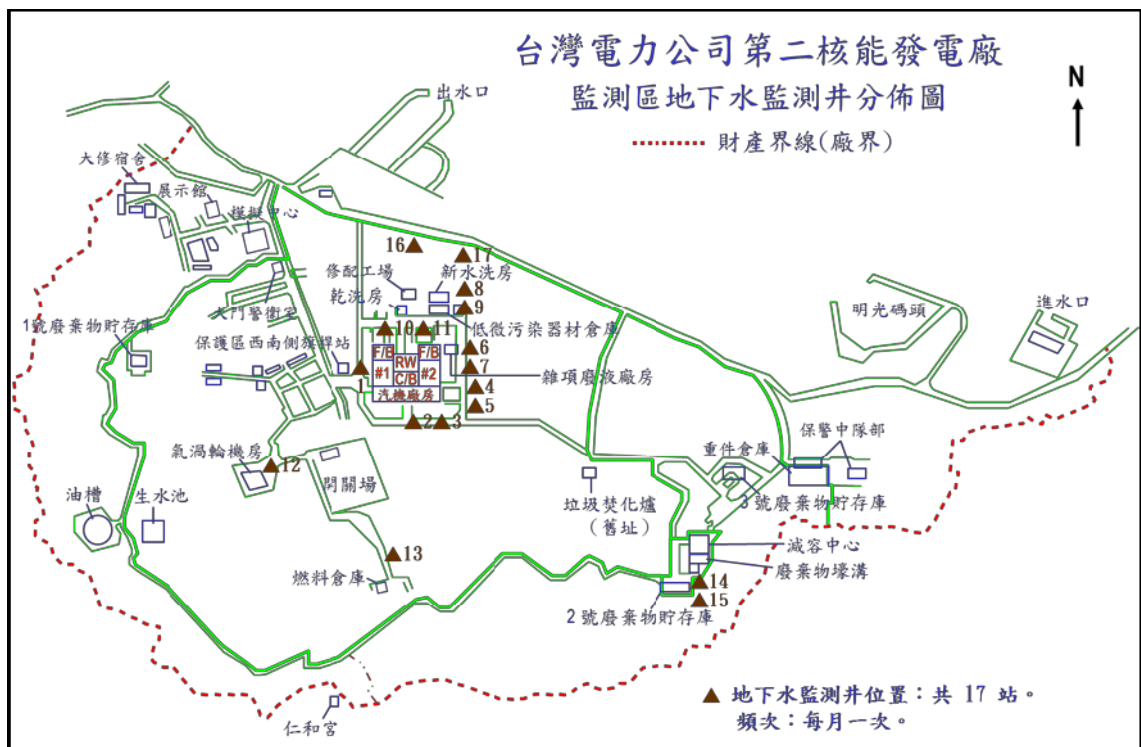 台灣電力公司第二核能發電廠
監測區地下水監測井分佈圖
財產界線(廠界)
N
出水口
大修宿舍
展示館
模擬中心
16
17
修配工場
新水洗房
8
乾洗房
9
大門警衛室
明光碼頭
進水口
1號廢棄物貯存庫
10
11
低微污染器材倉庫
保護區西南側旗桿站
F/B
#1
RW
C/B
F/B
#2
汽機廠房
6
7
雜項廢液廠房
1
4
5
2
3
保警中隊部
重件倉庫
氣渦輪機房
12
開關場
油槽
生水池
垃圾焚化爐
(舊址)
3號廢棄物貯存庫
減容中心
廢棄物壕溝
13
燃料倉庫
14
15
2號廢棄物貯存庫
仁和宮
地下水監測井位置：共 17 站。
頻次：每月一次。